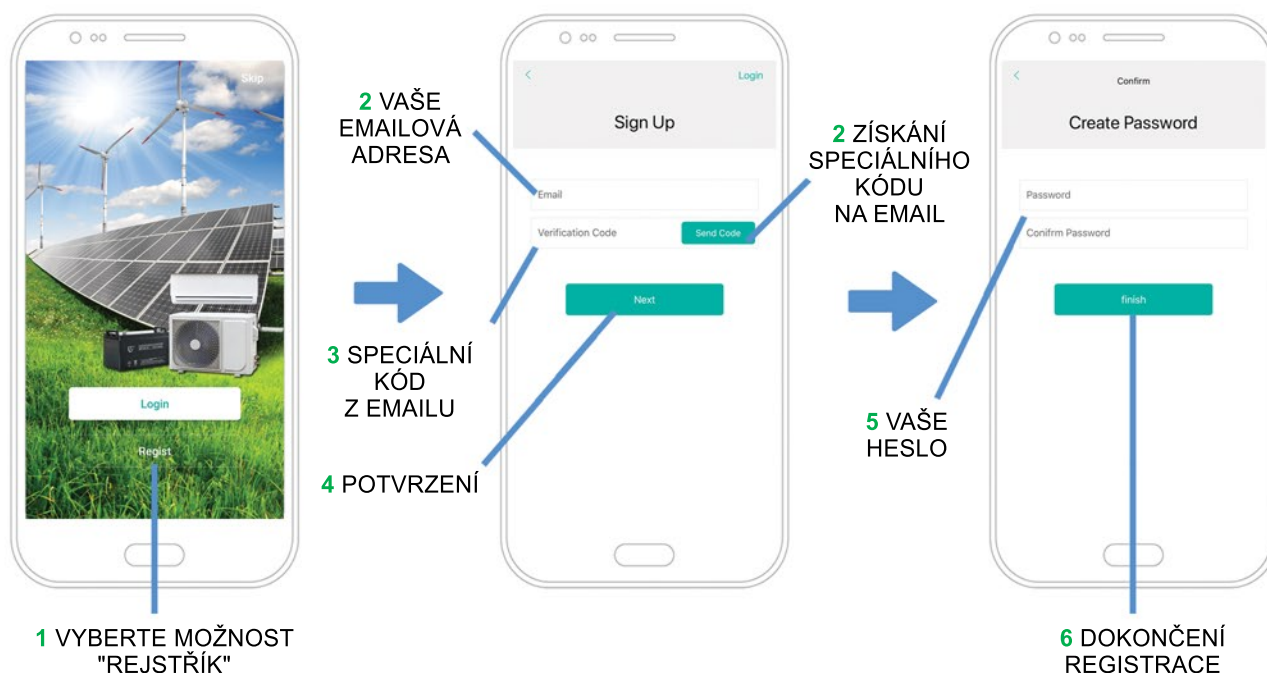 Skip
Login
Regist
1 VYBERTE MOŽNOST
"REJSTŘÍK"
2 VAŠE
EMAILOVÁ
ADRESA
3 SPECIÁLNÍ
KÓD
Z EMAILU
4 POTVRZENÍ
Login
Sign Up
Email
Verification Code
Send Code
Next
2 ZÍSKÁNÍ
SPECIÁLNÍHO
KÓDU
NA EMAIL
5 VAŠE
HESLO
Confirm
Create Password
Password
Conifrm Password
finish
6 DOKONČENÍ
REGISTRACE